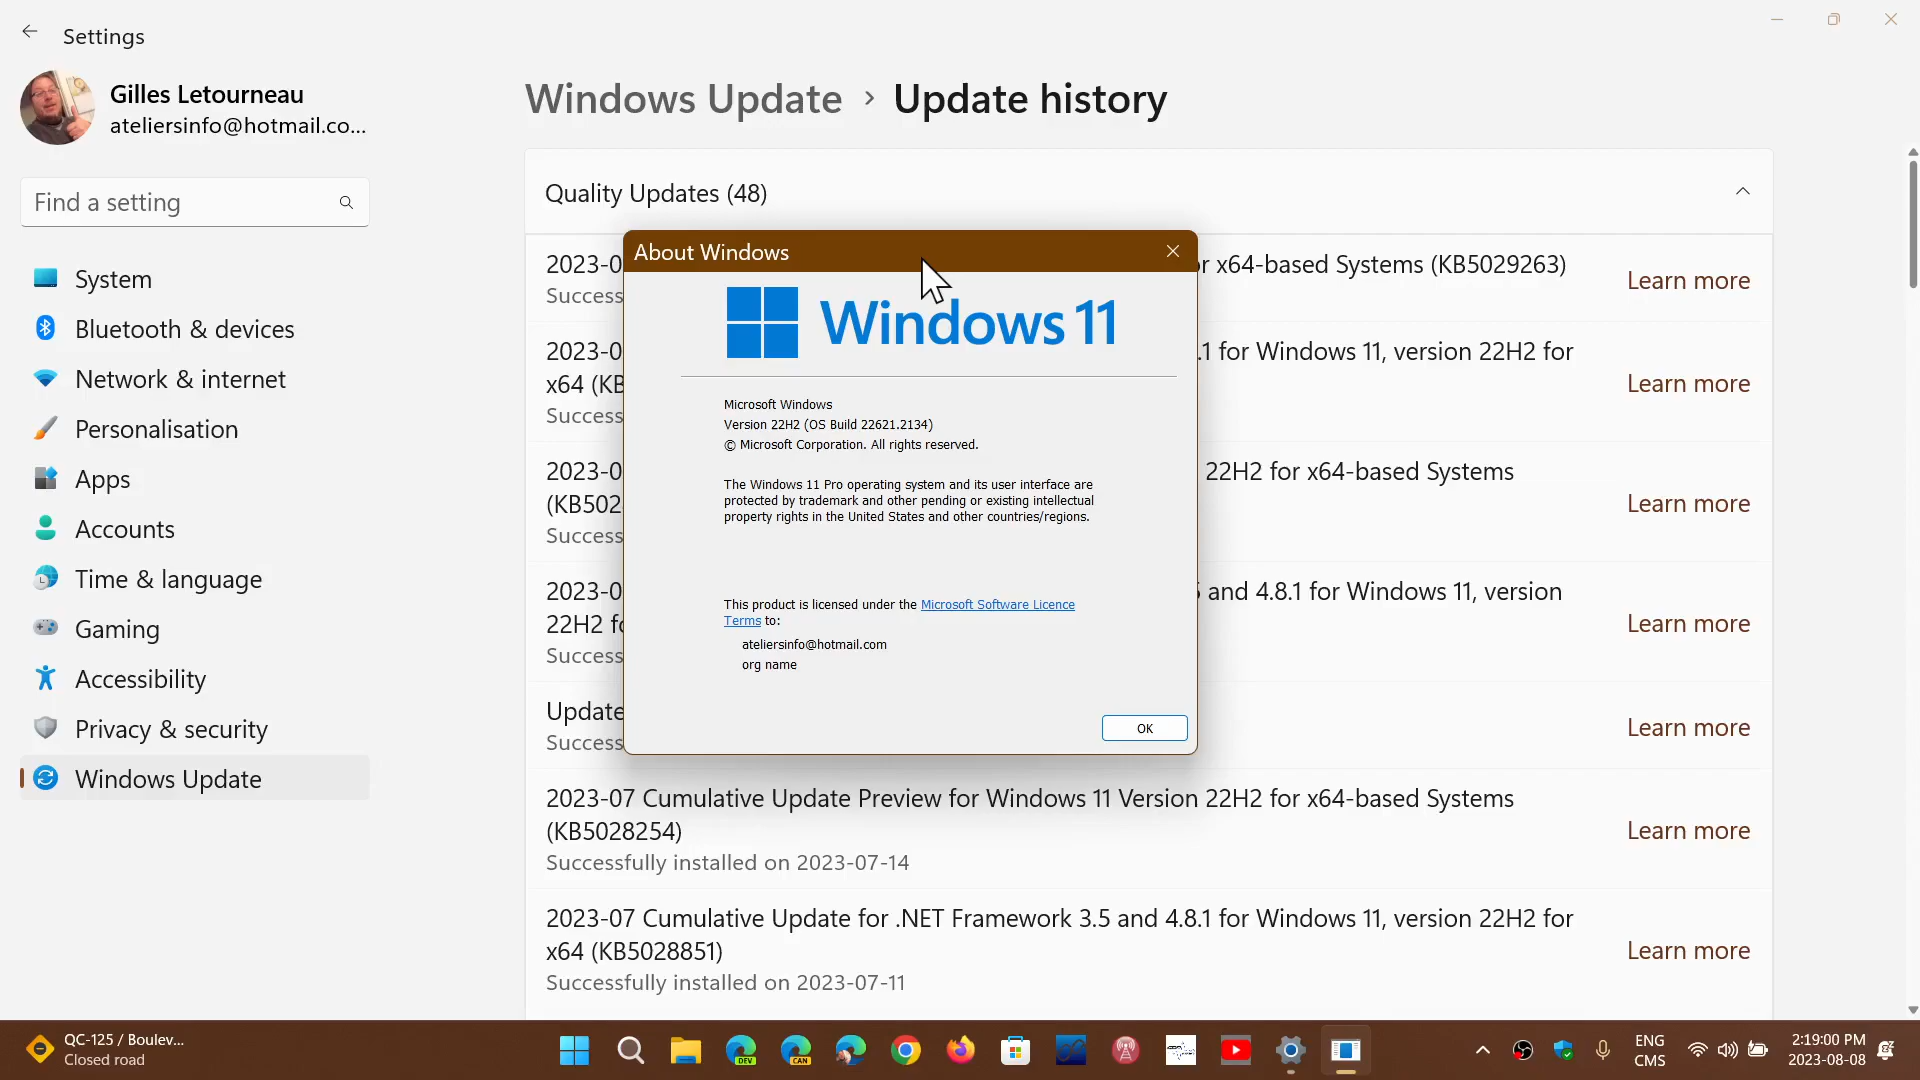 Settings
Gilles Letourneau
ateliersinfo@hotmail.co...
Find a setting
System
Bluetooth & devices
Network & internet
Personalisation
Apps
Accounts
Time & language
Gaming
Accessibility
Privacy & security
Windows Update
Windows Update › Update history
Quality Updates (48)
2023-0
r x64-based Systems (KB5029263)
Success
Learn more
2023-0
.1 for Windows 11, version 22H2 for
x64 (KB
Success
Learn more
2023-0
22H2 for x64-based Systems
(KB502
Success
Learn more
2023-0
and 4.8.1 for Windows 11, version
22H2 fo
Success
Learn more
Update
Success
Learn more
2023-07 Cumulative Update Preview for Windows 11 Version 22H2 for x64-based Systems
(KB5028254)
Successfully installed on 2023-07-14
Learn more
2023-07 Cumulative Update for .NET Framework 3.5 and 4.8.1 for Windows 11, version 22H2 for
x64 (KB5028851)
Successfully installed on 2023-07-11
Learn more
About Windows
Windows 11
Microsoft Windows
Version 22H2 (OS Build 22621.2134)
© Microsoft Corporation. All rights reserved.
The Windows 11 Pro operating system and its user interface are
protected by trademark and other pending or existing intellectual
property rights in the United States and other countries/regions.
This product is licensed under the Microsoft Software Licence
Terms to:
ateliersinfo@hotmail.com
org name
OK
QC-125 / Boulev...
Closed road
DEV
CAN
ENG
CMS
2:19:00 PM
2023-08-08